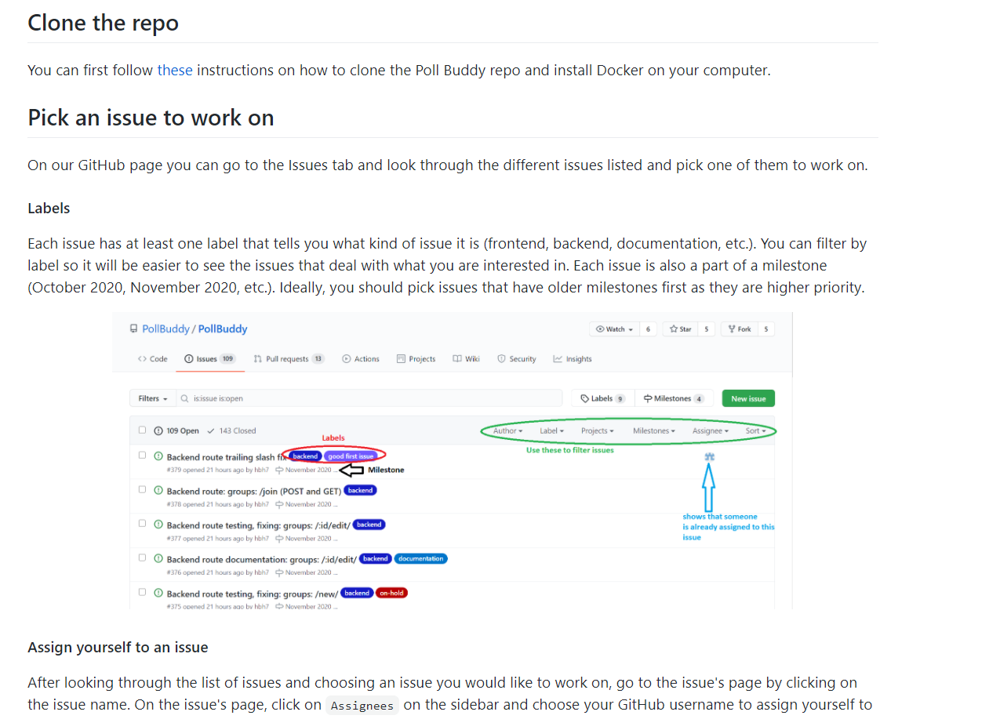 Clone the repo
You can first follow these instructions on how to clone the Poll Buddy repo and install Docker on your computer.
Pick an issue to work on
On our GitHub page you can go to the Issues tab and look through the different issues listed and pick one of them to work on.
Labels
Each issue has at least one label that tells you what kind of issue it is (frontend, backend, documentation, etc.). You can filter by
label so it will be easier to see the issues that deal with what you are interested in. Each issue is also a part of a milestone
(October 2020, November 2020, etc.). Ideally, you should pick issues that have older milestones first as they are higher priority.
PollBuddy / PollBuddy Watch 6 Star 5 Fork 5
Code Issues 109 Pull requests 13 Actions Projects Wiki Security Insights
Filters is:issue is:open Labels 9 Milestones 4 New issue
109 Open 143 Closed Author Label Projects Milestones Assignee Sort
Labels
Use these to filter issues
Backend route trailing slash fix backend good first issue
#379 opened 21 hours ago by hbh7 November 2020 ... Milestone
Backend route: groups: /join (POST and GET) backend
#378 opened 21 hours ago by hbh7 November 2020 ...
shows that someone
is already assigned to this
issue
Backend route testing, fixing: groups: /:id/edit/ backend
#377 opened 21 hours ago by hbh7 November 2020 ...
Backend route documentation: groups: /:id/edit/ backend documentation
#376 opened 21 hours ago by hbh7 November 2020 ...
Backend route testing, fixing: groups: /new/ backend on-hold
#375 opened 21 hours ago by hbh7 November 2020 ...
Assign yourself to an issue
After looking through the list of issues and choosing an issue you would like to work on, go to the issue's page by clicking on
the issue name. On the issue's page, click on Assignees on the sidebar and choose your GitHub username to assign yourself to